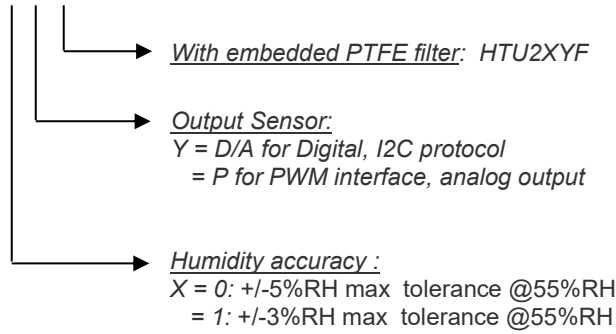 With embedded PTFE filter: HTU2XYF
Output Sensor:
Y = D/A for Digital, I2C protocol
= P for PWM interface, analog output
Humidity accuracy :
X = 0: +/-5%RH max tolerance @55%RH
= 1: +/-3%RH max tolerance @55%RH